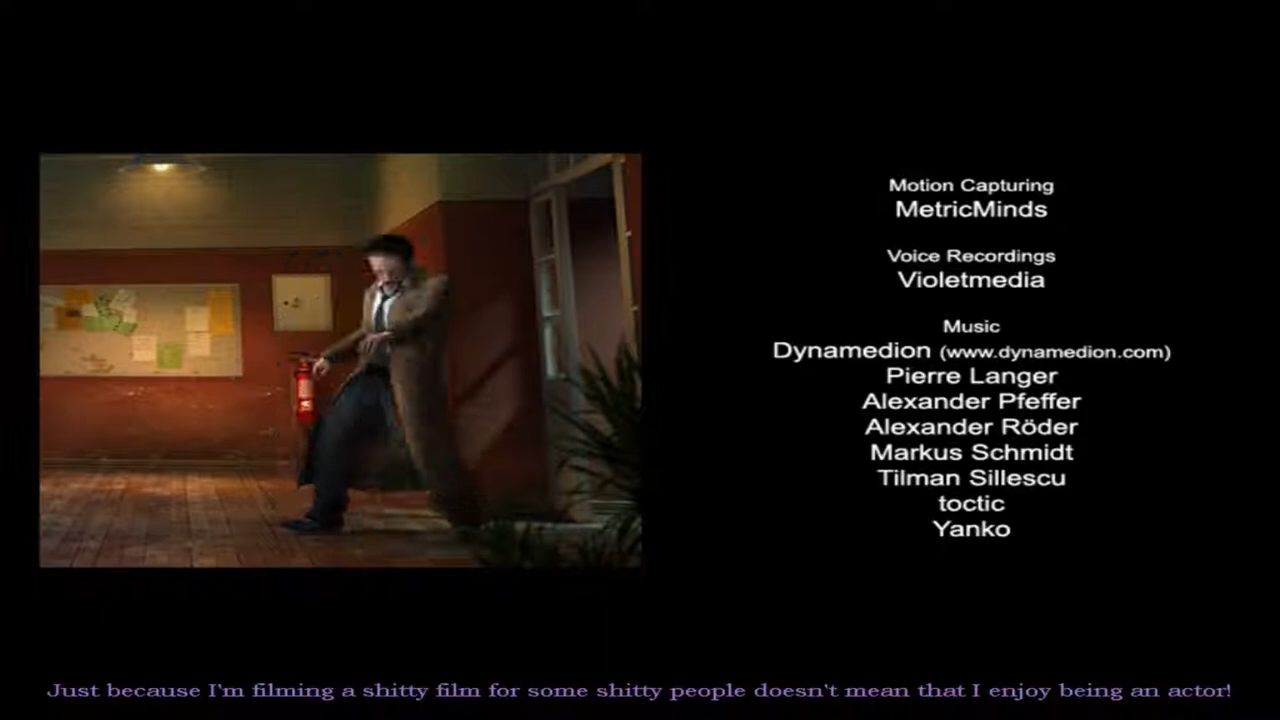 Motion Capturing
MetricMinds
Voice Recordings
Violetmedia
Music
Dynamedion (www.dynamedion.com)
Pierre Langer
Alexander Pfeffer
Alexander Röder
Markus Schmidt
Tilman Sillescu
toctic
Yanko
Just because I'm filming a shitty film for some shitty people doesn't mean that I enjoy being an actor!